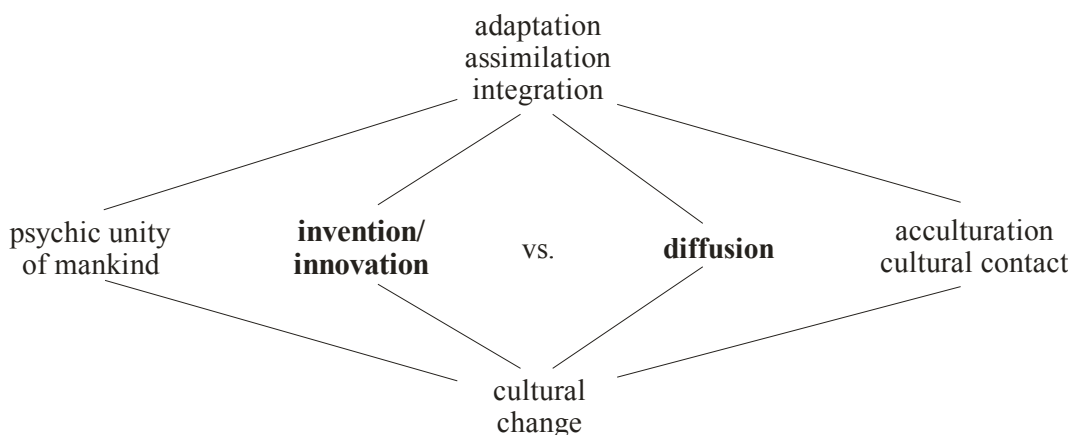 adaptation
assimilation
integration
psychic unity
of mankind
invention/
innovation
vs.
diffusion
acculturation
cultural contact
cultural
change